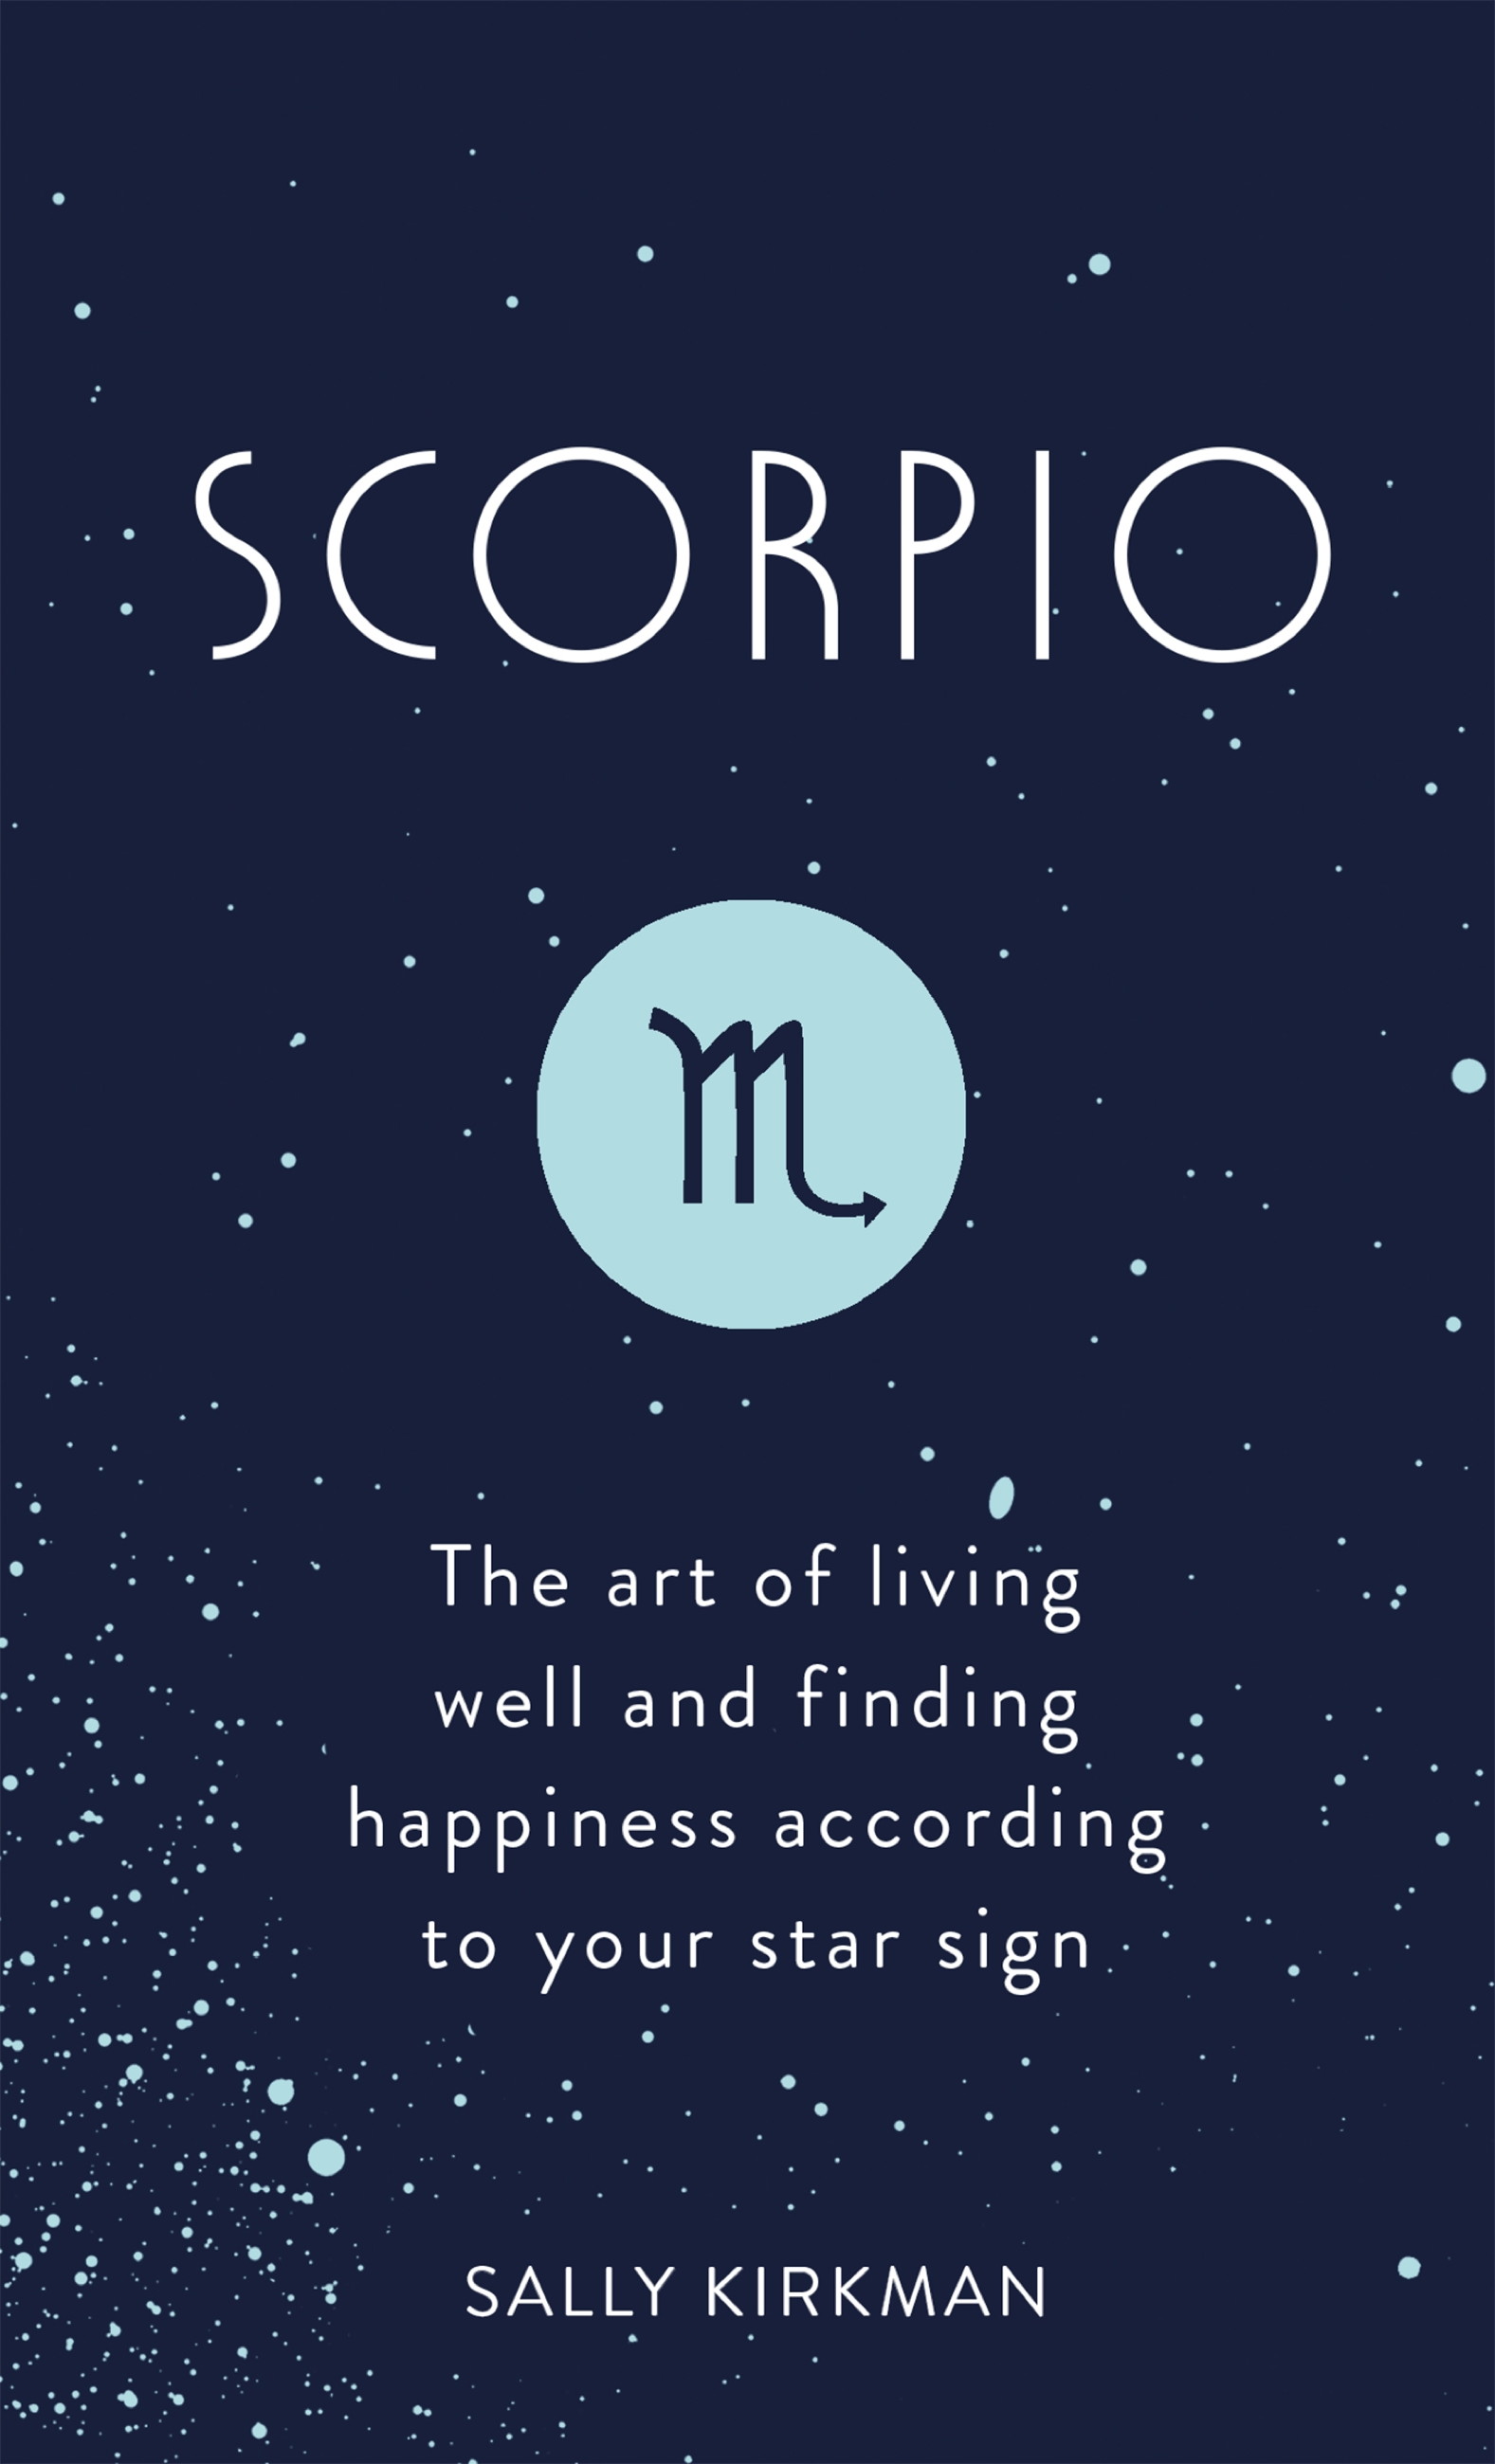 SCORPIO
The art of living
well and finding
happiness according
to your star sign
SALLY KIRKMAN